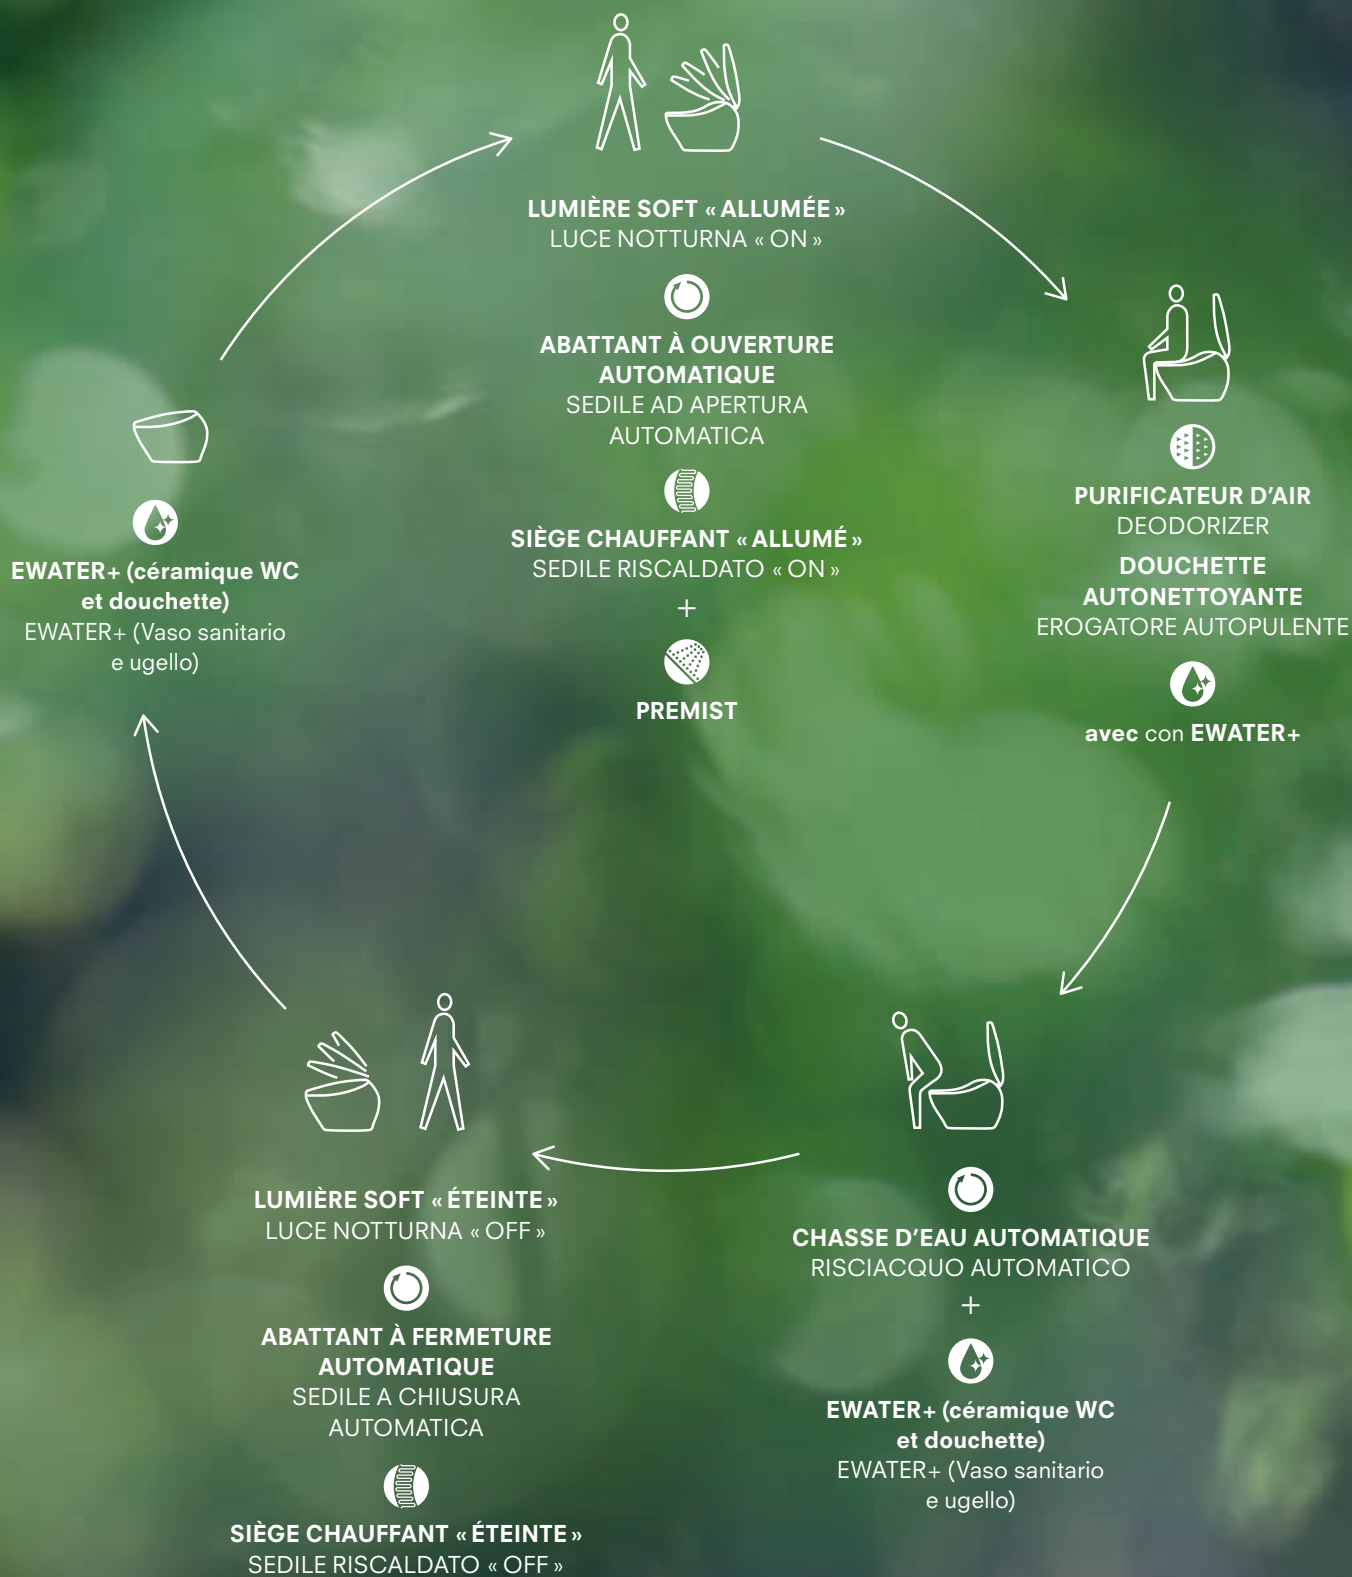 LUMIÈRE SOFT « ALLUMÉE »
LUCE NOTTURNA « ON »
ABATTANT À OUVERTURE
AUTOMATIQUE
SEDILE AD APERTURA
AUTOMATICA
SIÈGE CHAUFFANT « ALLUMÉ »
SEDILE RISCALDATO « ON »
+
PREMIST
PURIFICATEUR D'AIR
DEODORIZER
DOUCHETTE
AUTONETTOYANTE
EROGATORE AUTOPULENTE
avec con EWATER+
CHASSE D'EAU AUTOMATIQUE
RISCIACQUO AUTOMATICO
+
EWATER+ (céramique WC
et douchette)
EWATER+ (Vaso sanitario
e ugello)
LUMIÈRE SOFT « ÉTEINTE »
LUCE NOTTURNA « OFF »
ABATTANT À FERMETURE
AUTOMATIQUE
SEDILE A CHIUSURA
AUTOMATICA
SIÈGE CHAUFFANT « ÉTEINTE »
SEDILE RISCALDATO « OFF »
EWATER+ (céramique WC
et douchette)
EWATER+ (Vaso sanitario
e ugello)